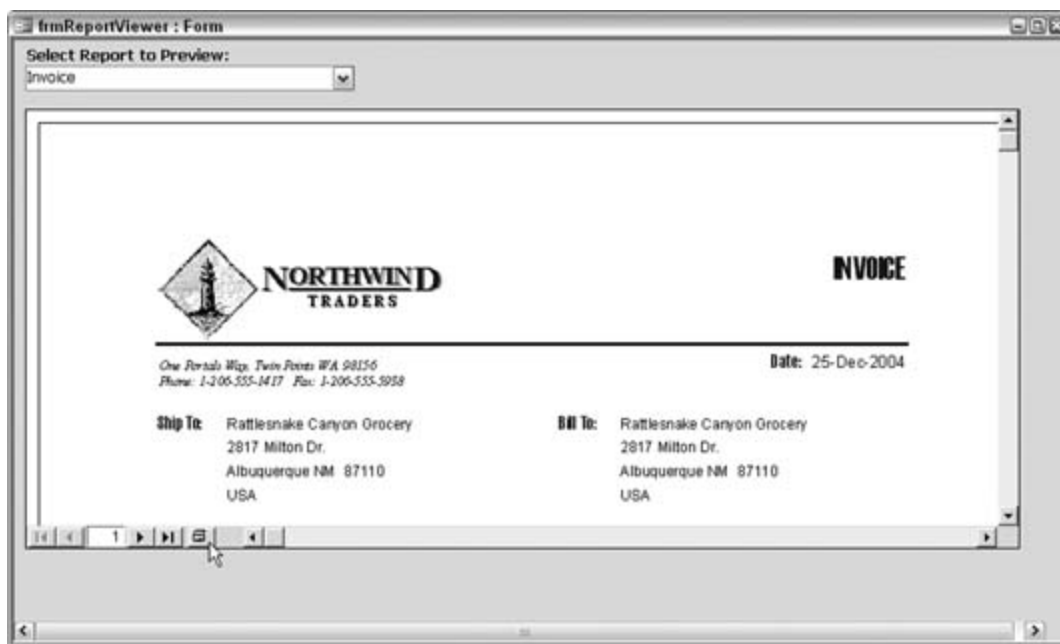 frmReportViewer : Form
Select Report to Preview:
Invoice
NORTHWIND
TRADERS
INVOICE
One Portals Way, Twin Points WA 98156
Date: 25-Dec-2004
Phone: 1-206-555-1417 Fax: 1-206-555-5938
Ship To: Rattlesnake Canyon Grocery
Bill To: Rattlesnake Canyon Grocery
2817 Milton Dr.
2817 Milton Dr.
Albuquerque NM 87110
Albuquerque NM 87110
USA
USA
1